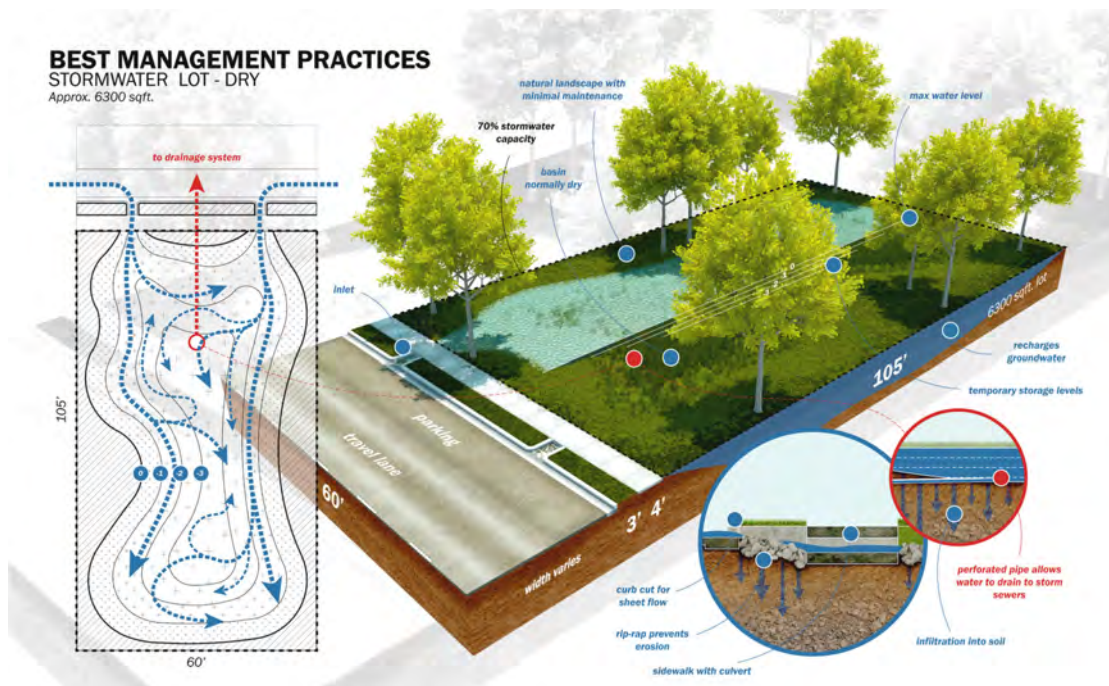 BEST MANAGEMENT PRACTICES
STORMWATER LOT - DRY
Approx. 6300 sqft.
to drainage system
105'
0 -1 -2 -3
60'
natural landscape with
minimal maintenance
70% stormwater
capacity
basin
normally dry
max water level
inlet
parking
travel lane
60'
width varies
3' 4'
105'
6300 sqft. lot
recharges
groundwater
temporary storage levels
curb cut for
sheet flow
rip-rap prevents
erosion
sidewalk with culvert
infiltration into soil
perforated pipe allows
water to drain to storm
sewers